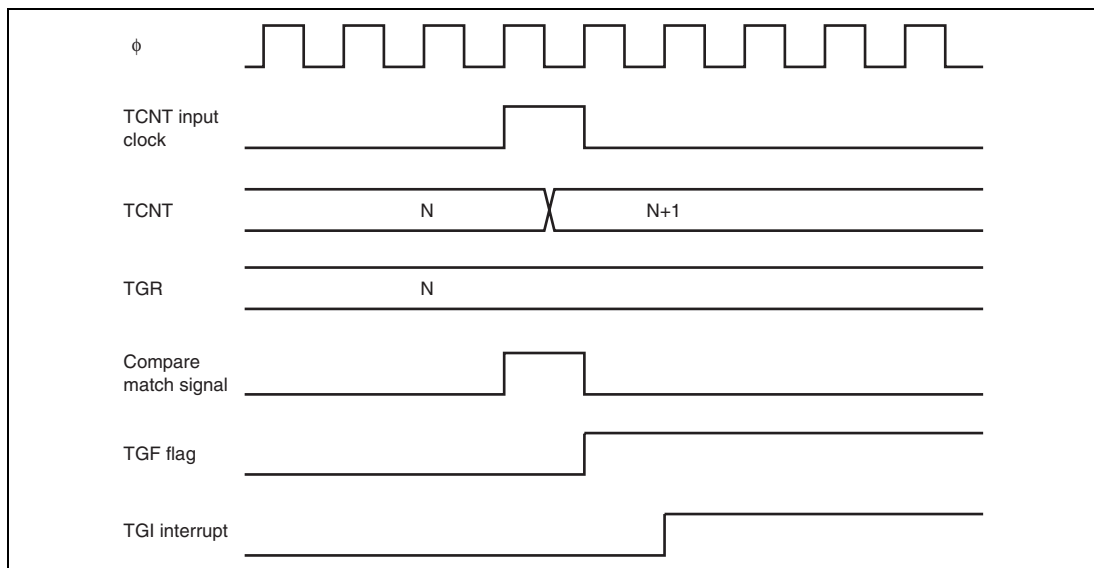 ϕ
TCNT input
clock
TCNT
N
N+1
TGR
N
Compare
match signal
TGF flag
TGI interrupt